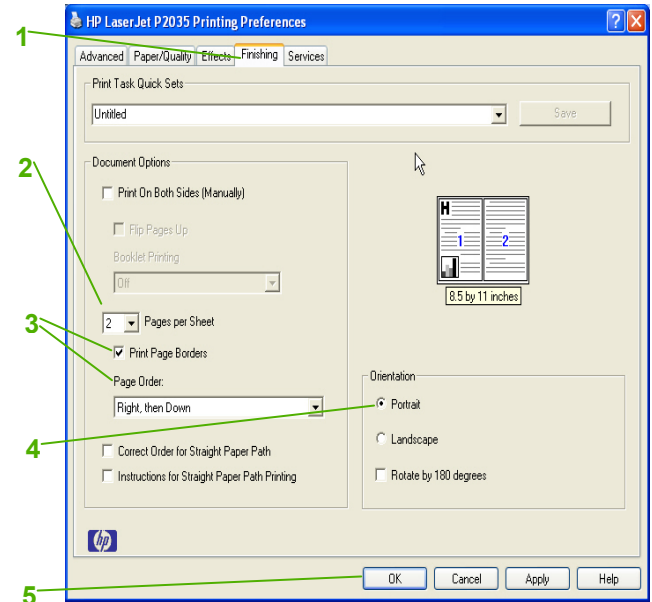 HP LaserJet P2035 Printing Preferences
1
Advanced Paper/Quality Effects Finishing Services
Print Task Quick Sets
Untitled
Save
2
Document Options
Print On Both Sides (Manually)
Flip Pages Up
Booklet Printing
Off
H
1 2
8.5 by 11 inches
2 Pages per Sheet
3
Print Page Borders
Page Order:
Right, then Down
Orientation
Portrait
4
Landscape
Correct Order for Straight Paper Path
Instructions for Straight Paper Path Printing
Rotate by 180 degrees
hp
5
OK Cancel Apply Help